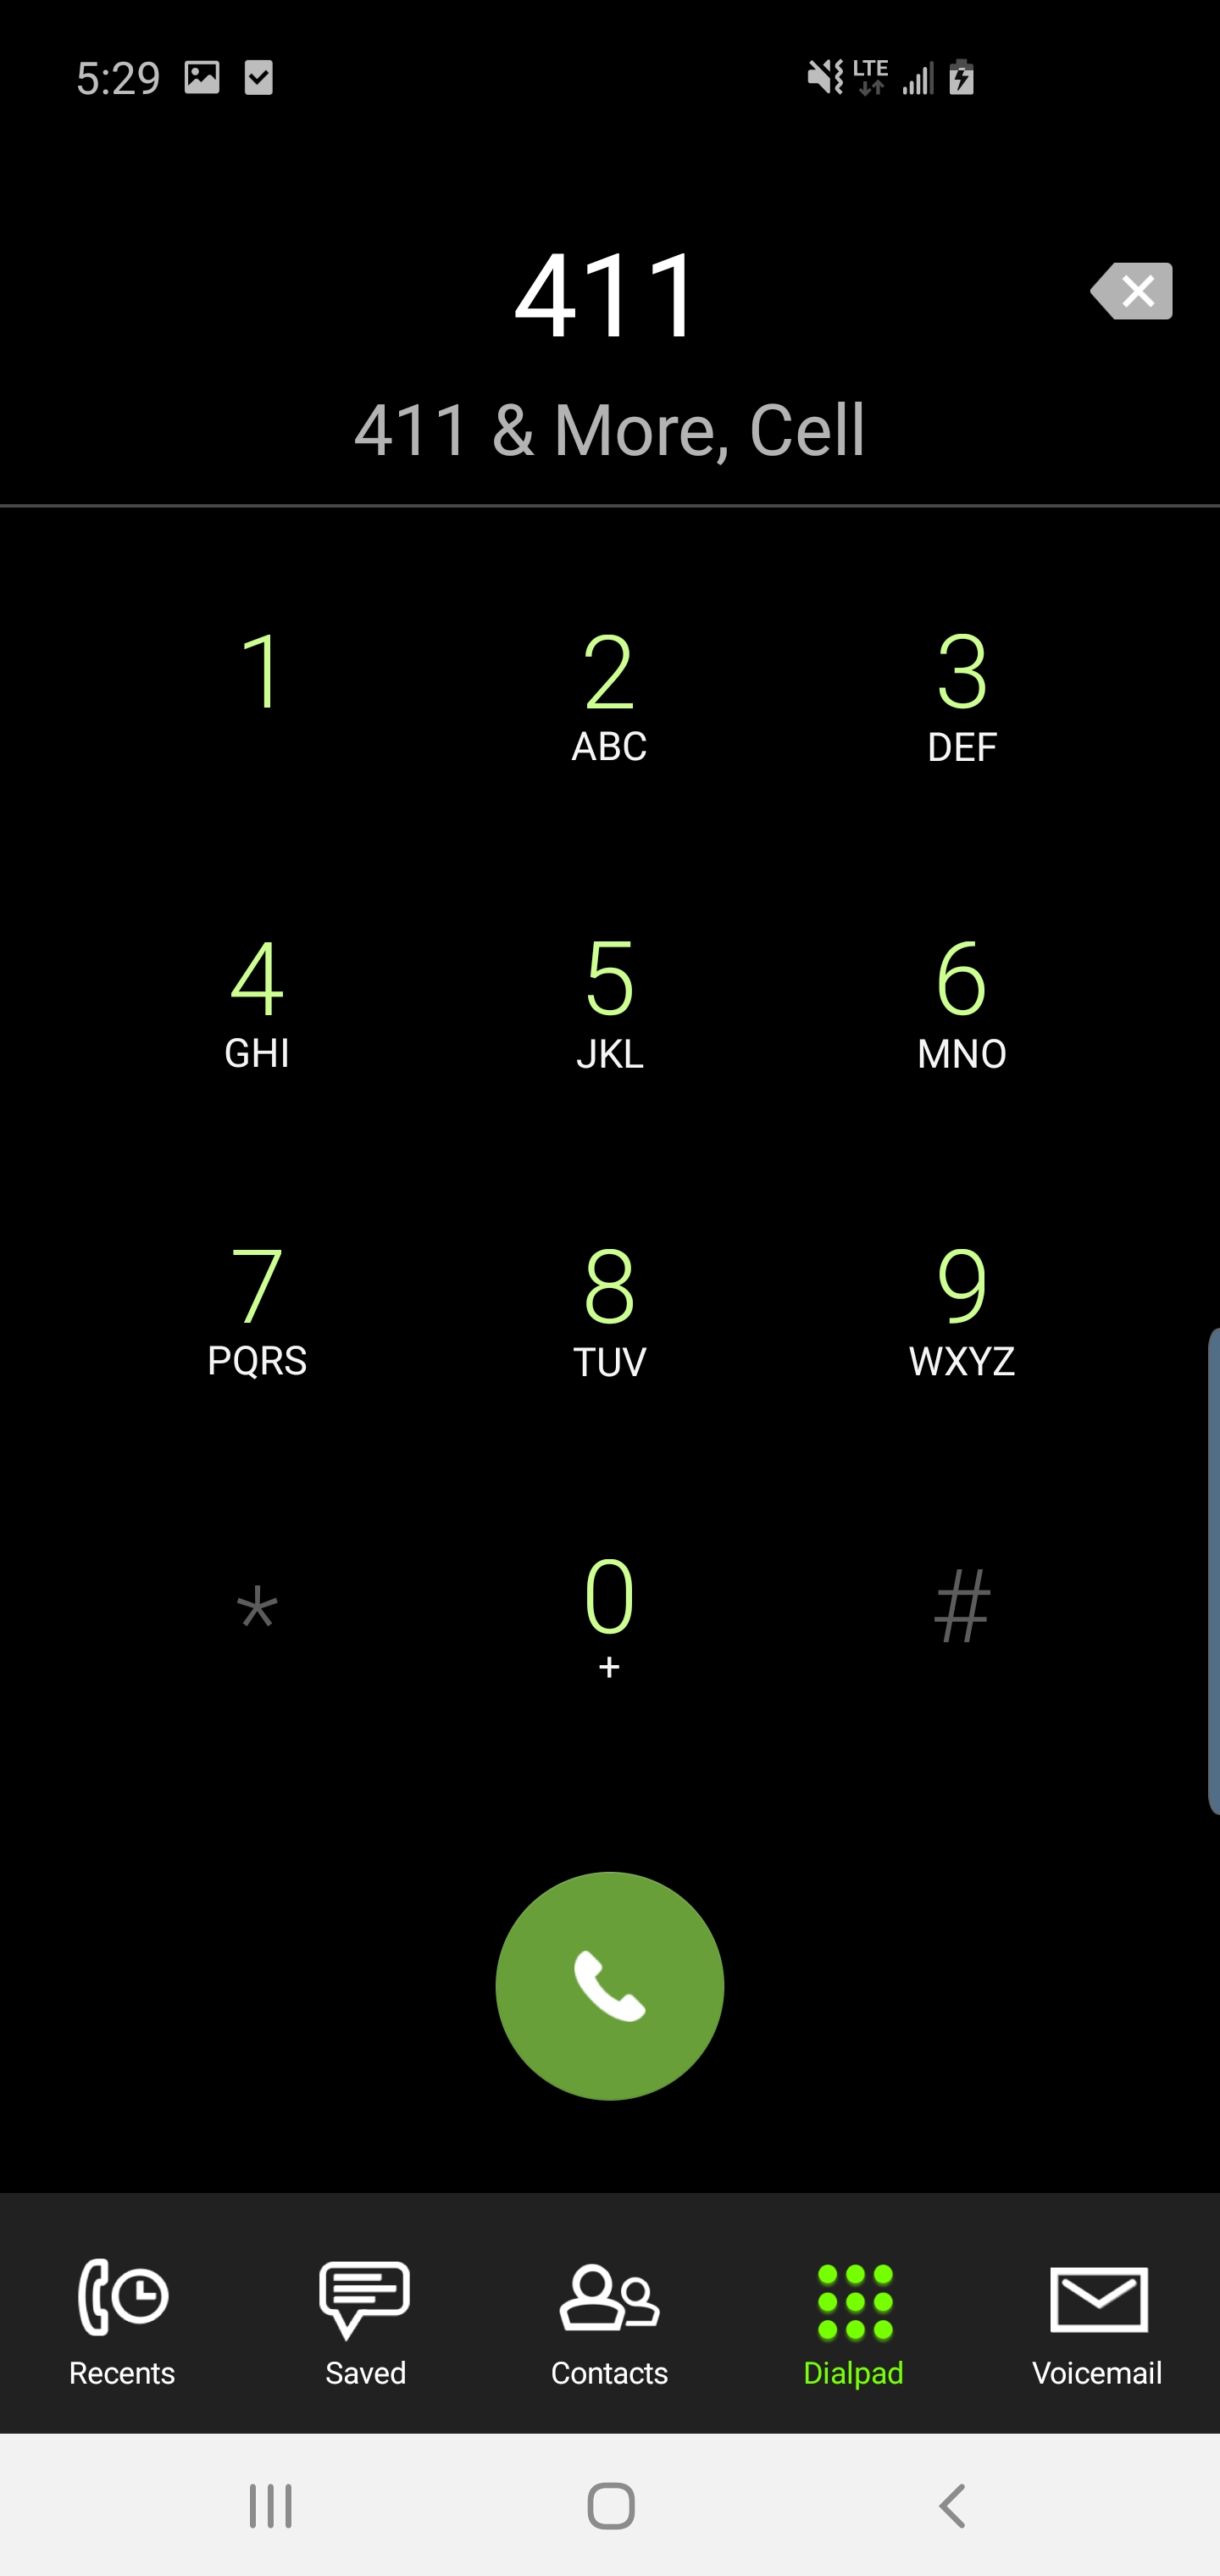 5:29 LTE
411
411 & More, Cell
1 2 3
ABC DEF
4 5 6
GHI JKL MNO
7 8 9
PQRS TUV WXYZ
* 0 #
+
Recents Saved Contacts Dialpad Voicemail